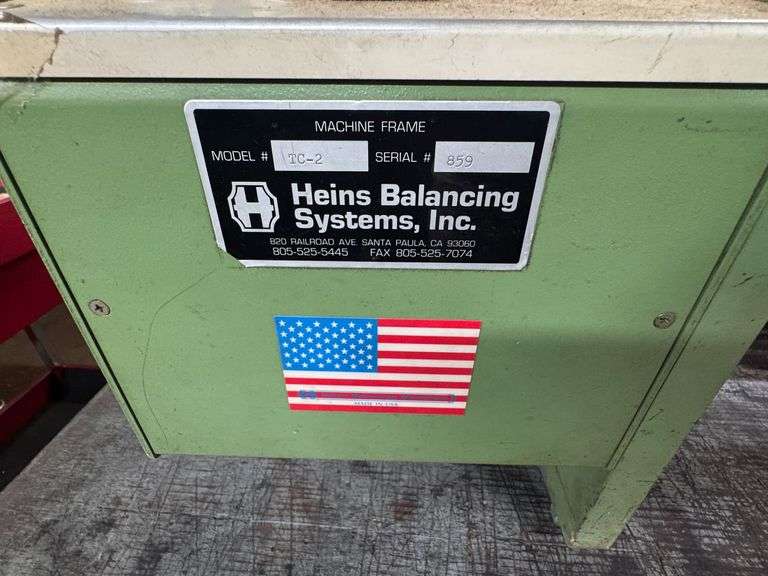 MACHINE FRAME
MODEL # TC-2 SERIAL # 859
H Heins Balancing
Systems, Inc.
820 RAILROAD AVE. SANTA PAULA, CA 93060
805-525-5445 FAX 805-525-7074
MADE IN USA